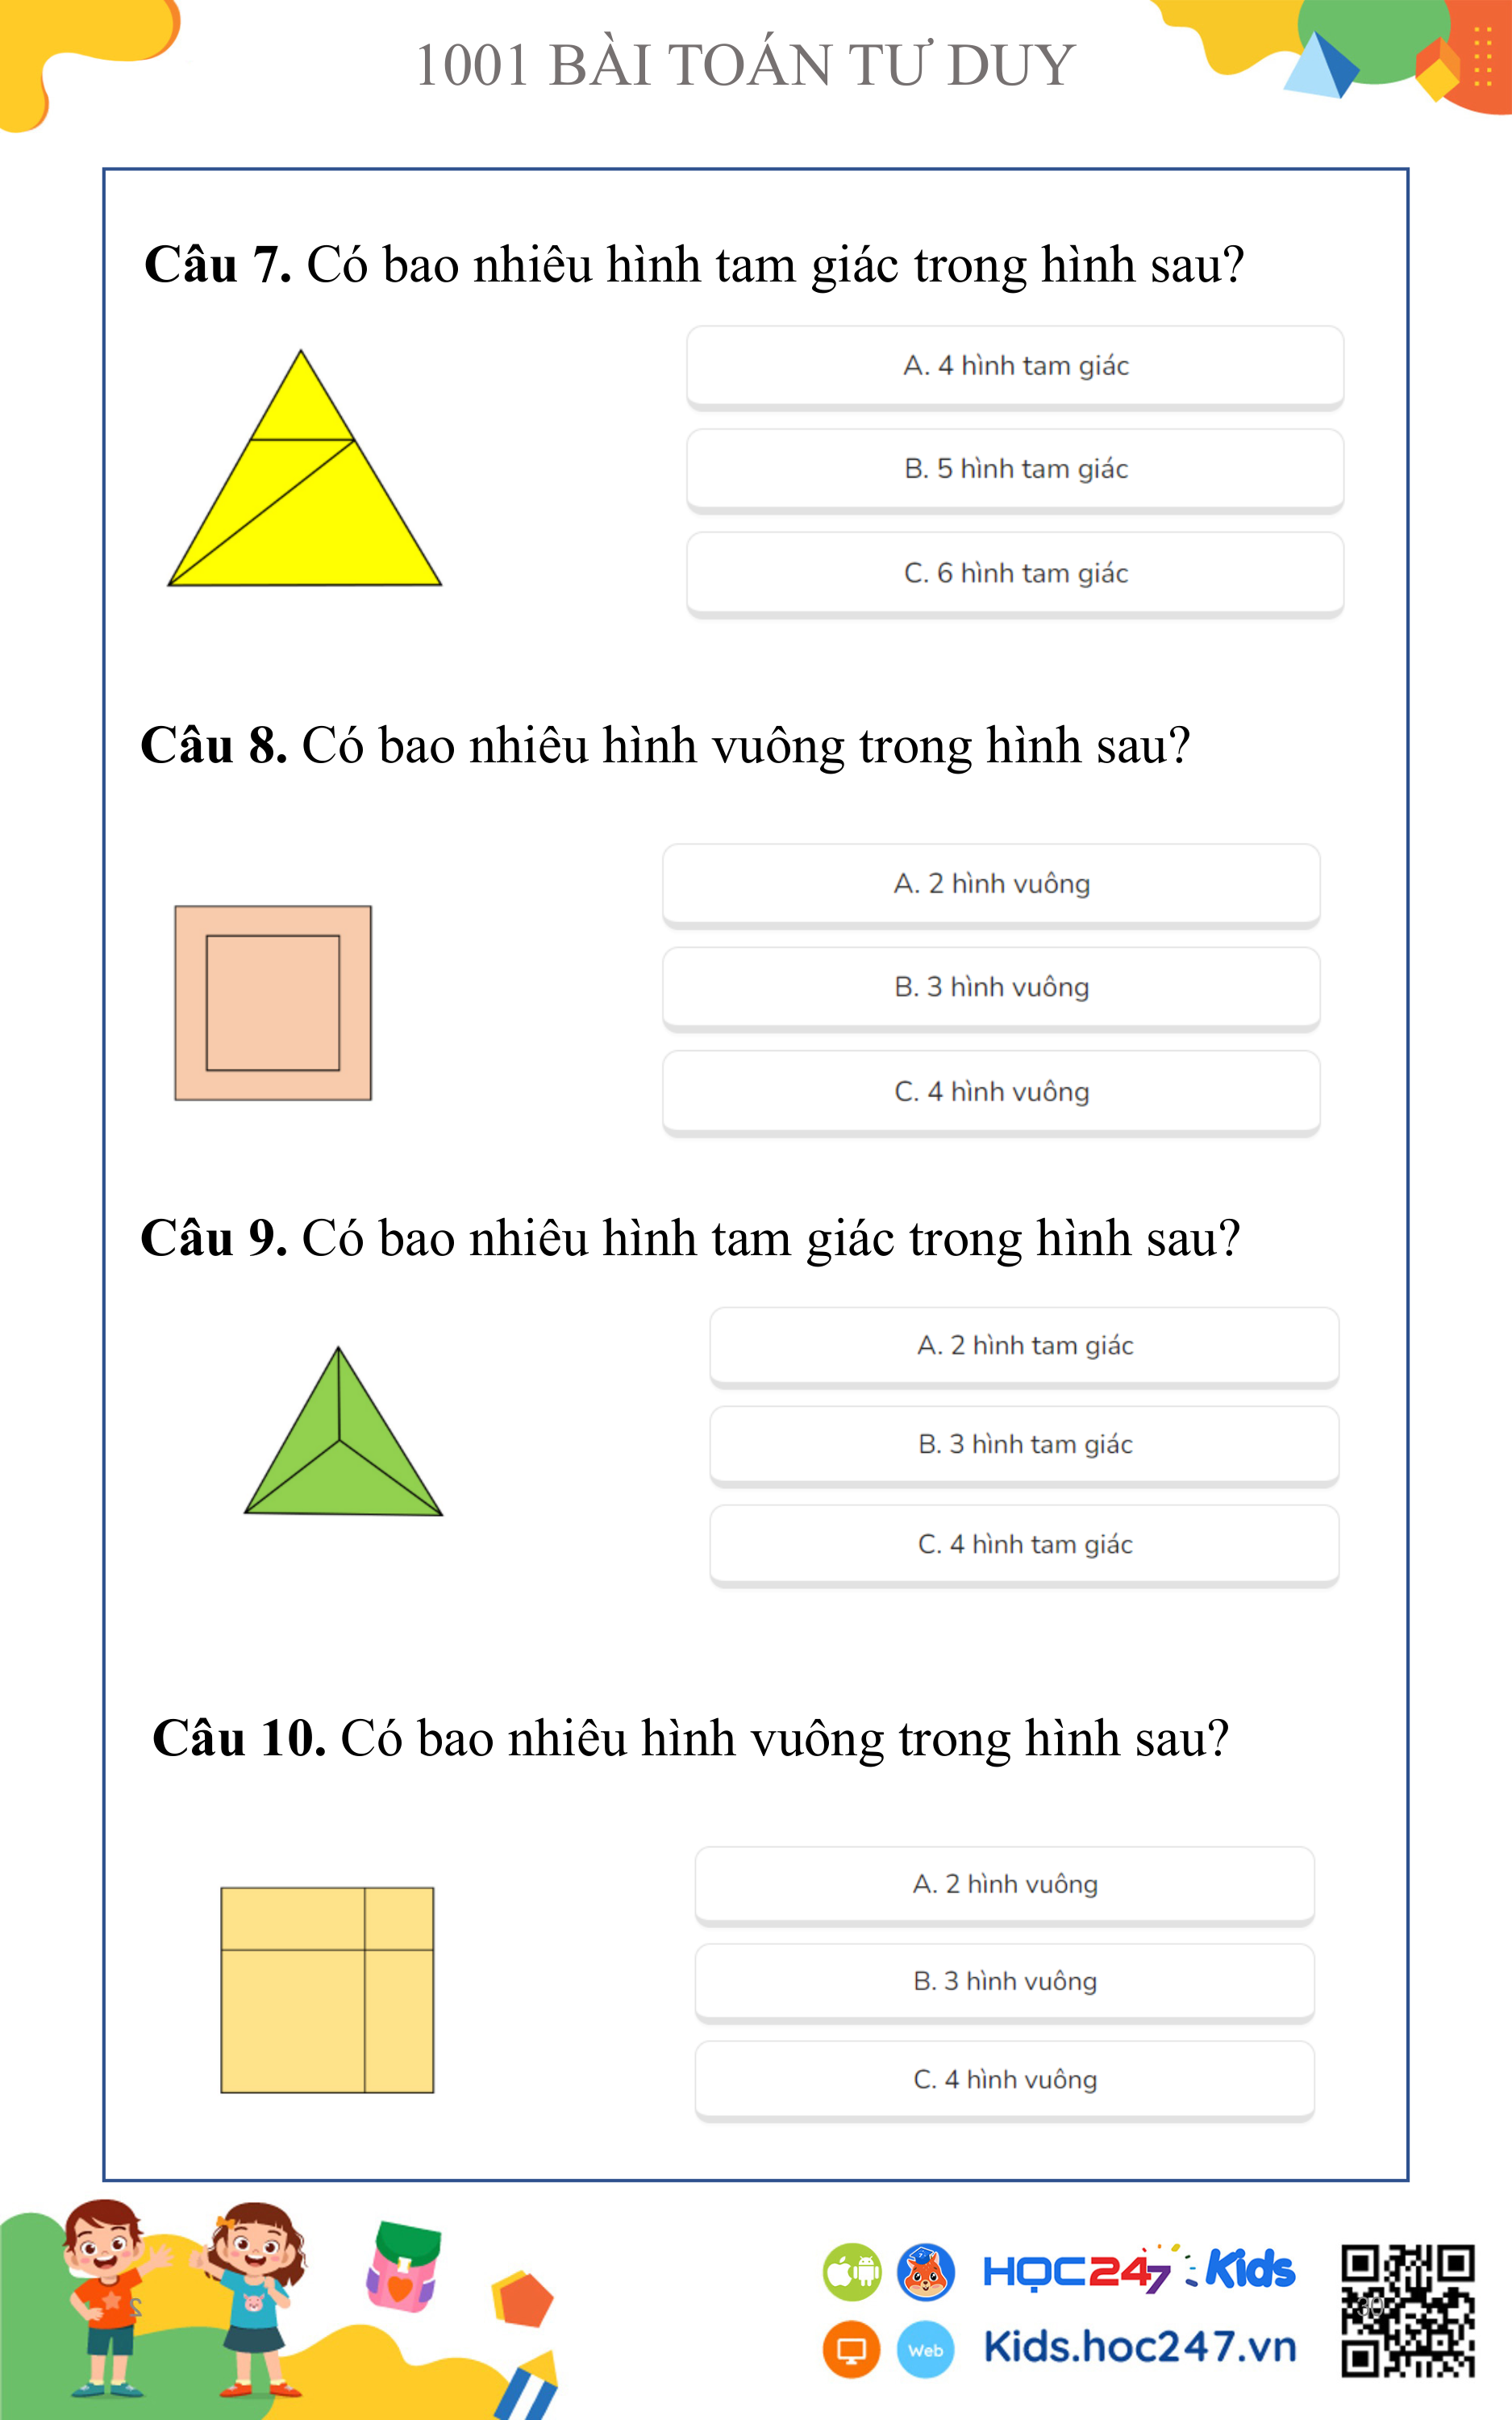 1001 BÀI TOÁN TƯ DUY
Câu 7. Có bao nhiêu hình tam giác trong hình sau?
A. 4 hình tam giác
B. 5 hình tam giác
C. 6 hình tam giác
Câu 8. Có bao nhiêu hình vuông trong hình sau?
A. 2 hình vuông
B. 3 hình vuông
C. 4 hình vuông
Câu 9. Có bao nhiêu hình tam giác trong hình sau?
A. 2 hình tam giác
B. 3 hình tam giác
C. 4 hình tam giác
Câu 10. Có bao nhiêu hình vuông trong hình sau?
A. 2 hình vuông
B. 3 hình vuông
C. 4 hình vuông
2
HỌC247 Kids
30
Web
Kids.hoc247.vn